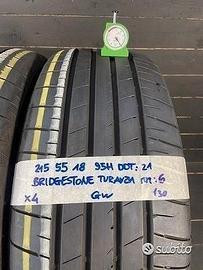 215 55 18 95H DOT: 21
BRIDGESTONE TURANZA mm: 6
x4 GW 130
subito